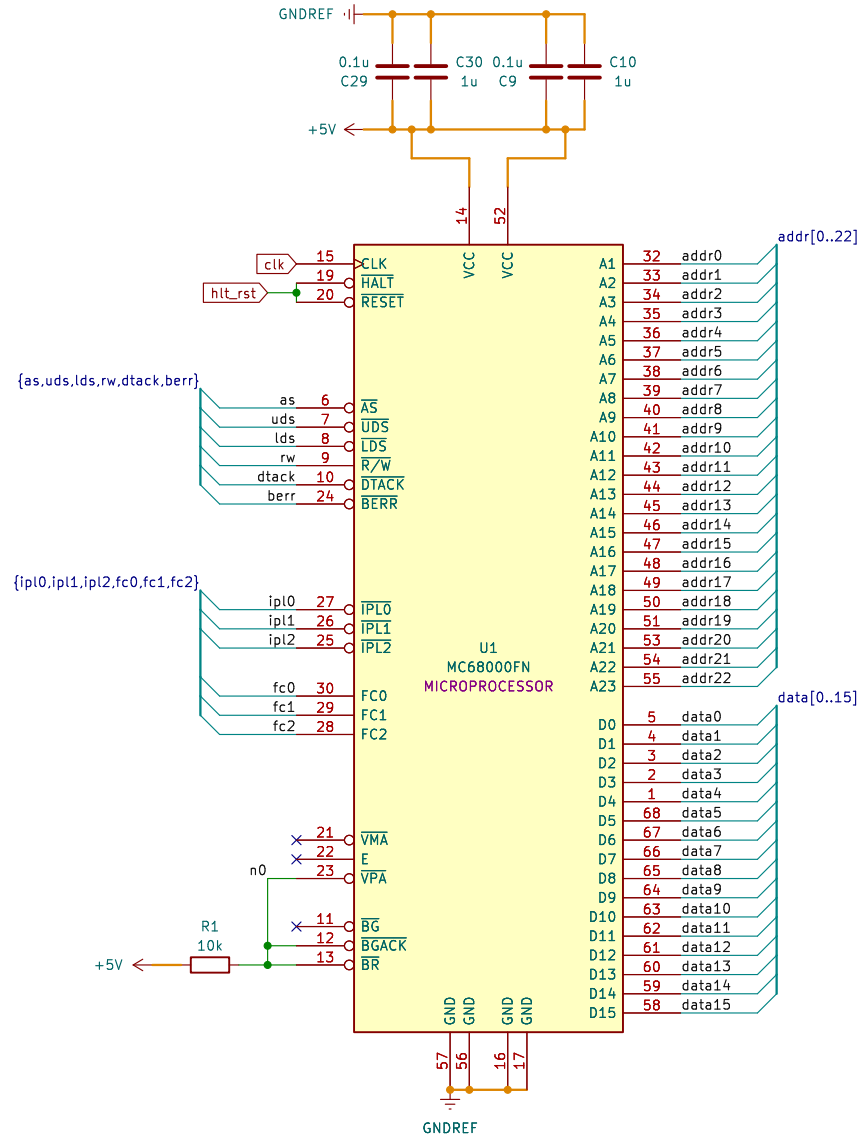 GNDREF
0.1u C30 0.1u C10
C29 1u C9 1u
+5V
14 52
VCC VCC
addr[0..22]
clk 15 CLK
19 HALT
hlt_rst 20 RESET
{as,uds,lds,rw,dtack,berr}
as 6 AS
uds 7 UDS
lds 8 LDS
rw 9 R/W
dtack 10 DTACK
berr 24 BERR
{ipl0,ipl1,ipl2,fc0,fc1,fc2}
ipl0 27 IPL0
ipl1 26 IPL1
ipl2 25 IPL2
fc0 30 FC0
fc1 29 FC1
fc2 28 FC2
21 VMA
22 E
n0 23 VPA
11 BG
12 BGACK
13 BR
R1
10k
+5V
U1
MC68000FN
MICROPROCESSOR
A1 32 addr0
A2 33 addr1
A3 34 addr2
A4 35 addr3
A5 36 addr4
A6 37 addr5
A7 38 addr6
A8 39 addr7
A9 40 addr8
A10 41 addr9
A11 42 addr10
A12 43 addr11
A13 44 addr12
A14 45 addr13
A15 46 addr14
A16 47 addr15
A17 48 addr16
A18 49 addr17
A19 50 addr18
A20 51 addr19
A21 53 addr20
A22 54 addr21
A23 55 addr22
data[0..15]
D0 5 data0
D1 4 data1
D2 3 data2
D3 2 data3
D4 1 data4
D5 68 data5
D6 67 data6
D7 66 data7
D8 65 data8
D9 64 data9
D10 63 data10
D11 62 data11
D12 61 data12
D13 60 data13
D14 59 data14
D15 58 data15
GND GND GND GND
57 56 16 17
GNDREF